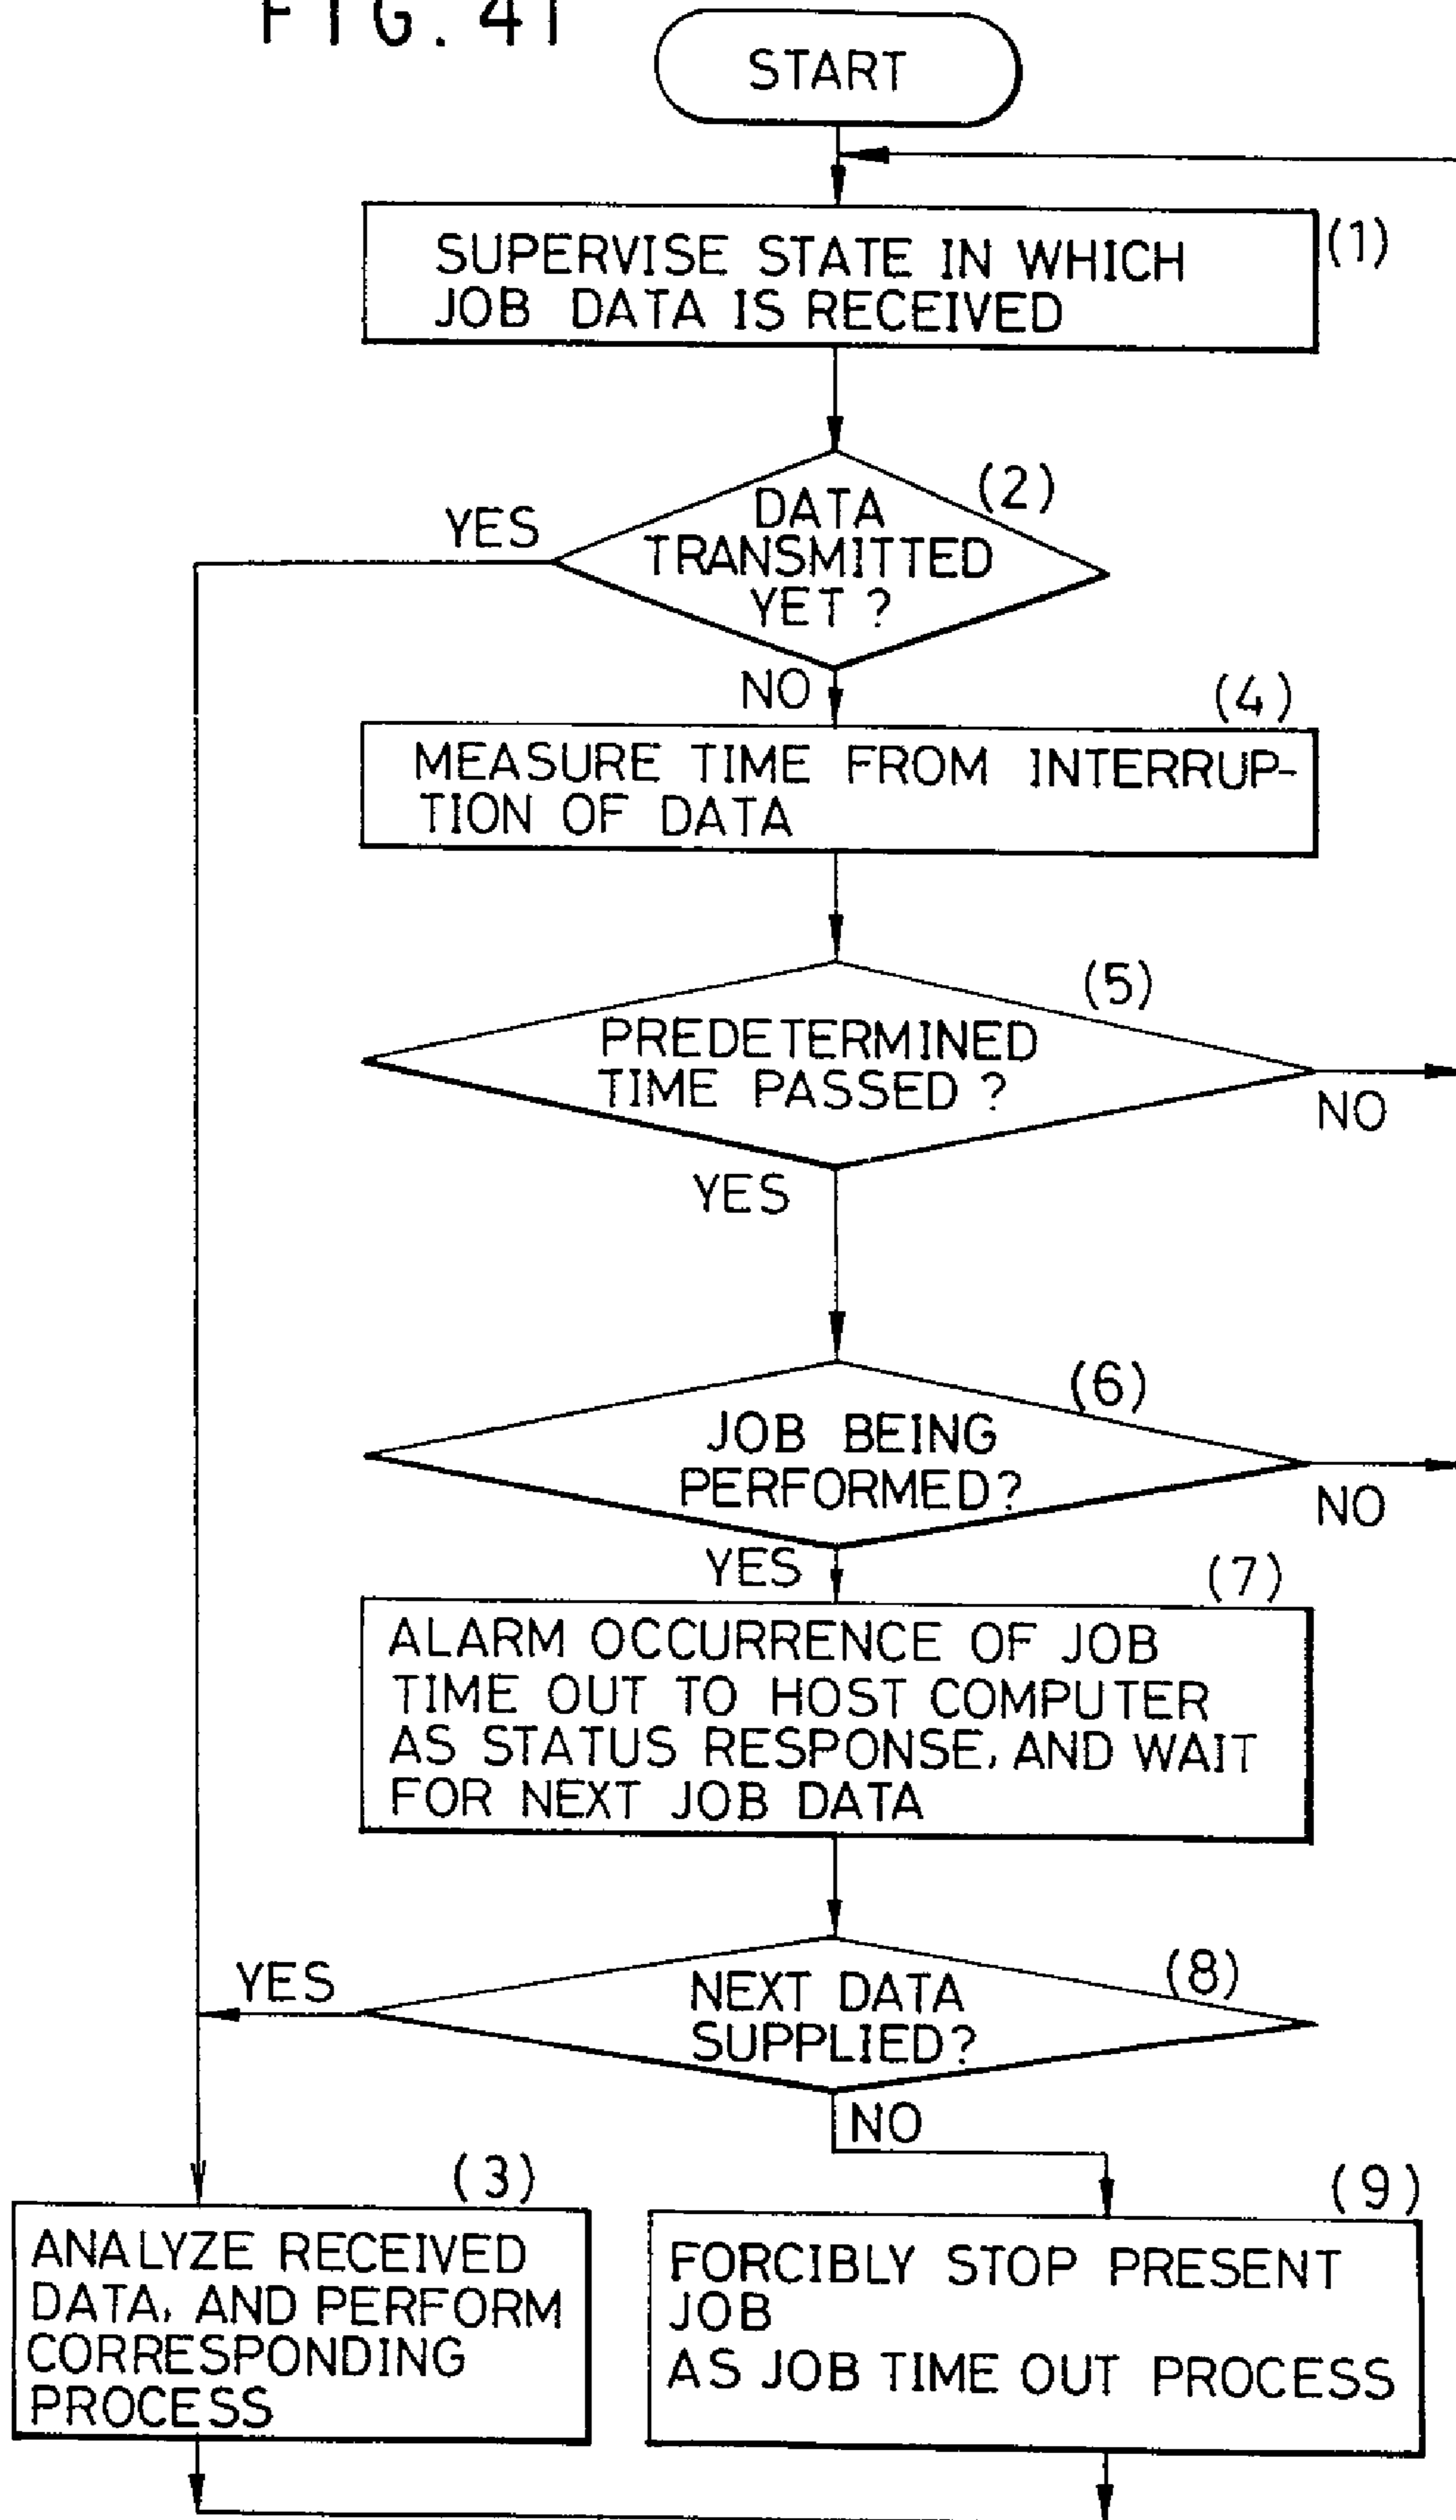 FIG. 41
START
SUPERVISE STATE IN WHICH
JOB DATA IS RECEIVED
(1)
DATA
TRANSMITTED
YET ?
(2)
YES
NO
(4)
MEASURE TIME FROM INTERRUP-
TION OF DATA
(5)
PREDETERMINED
TIME PASSED ?
NO
YES
(6)
JOB BEING
PERFORMED?
NO
YES
(7)
ALARM OCCURRENCE OF JOB
TIME OUT TO HOST COMPUTER
AS STATUS RESPONSE, AND WAIT
FOR NEXT JOB DATA
(8)
YES
NEXT DATA
SUPPLIED?
NO
(3)
ANALYZE RECEIVED
DATA, AND PERFORM
CORRESPONDING
PROCESS
(9)
FORCIBLY STOP PRESENT
JOB
AS JOB TIME OUT PROCESS